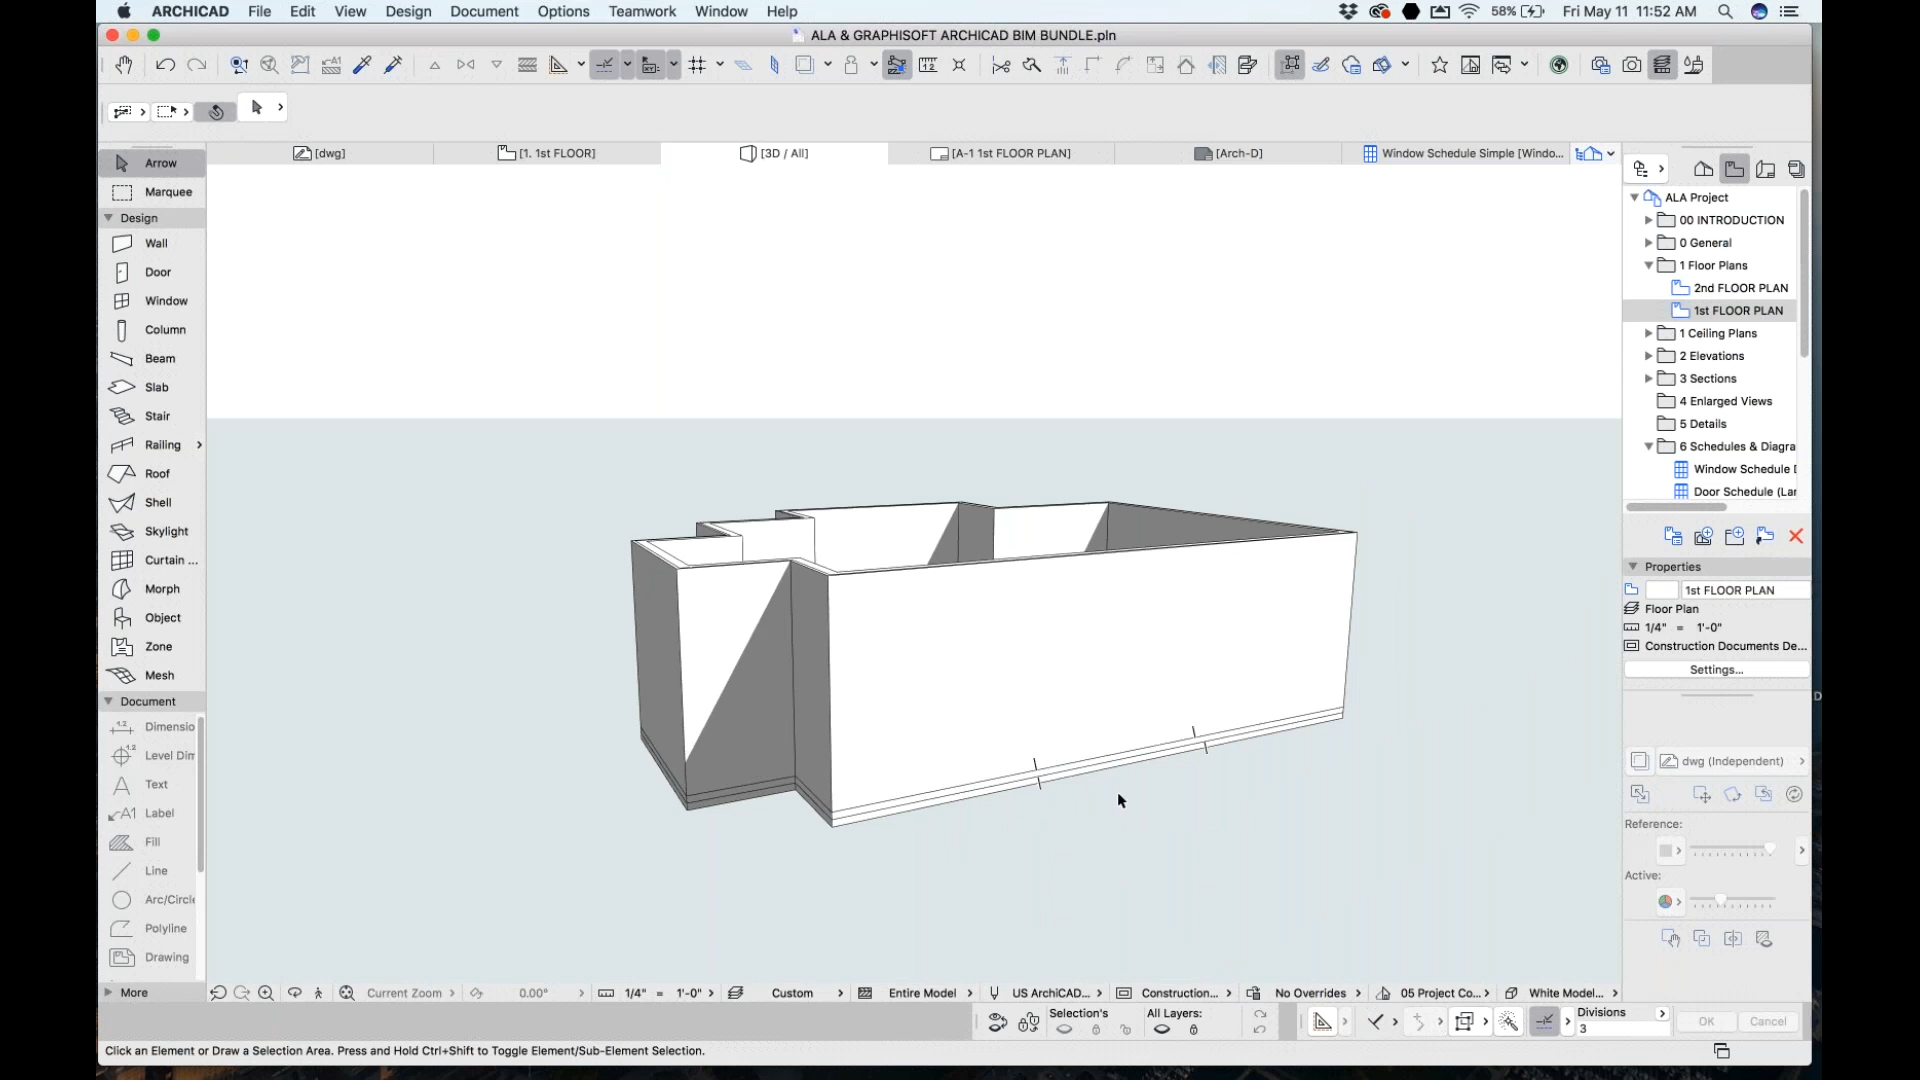 ARCHICAD File Edit View Design Document Options Teamwork Window Help 58% Fri May 11 11:52 AM
ALA & GRAPHISOFT ARCHICAD BIM BUNDLE.pln
[dwg] [1. 1st FLOOR] [3D / All] [A-1 1st FLOOR PLAN] [Arch-D] Window Schedule Simple [Windo...
Arrow
Marquee
Design
Wall
Door
Window
Column
Beam
Slab
Stair
Railing
Roof
Shell
Skylight
Curtain ...
Morph
Object
Zone
Mesh
Document
Dimensio
Level Dim
Text
A1 Label
Fill
Line
Arc/Circle
Polyline
Drawing
More
ALA Project
00 INTRODUCTION
0 General
1 Floor Plans
2nd FLOOR PLAN
1st FLOOR PLAN
1 Ceiling Plans
2 Elevations
3 Sections
4 Enlarged Views
5 Details
6 Schedules & Diagra
Window Schedule
Door Schedule (Lar
Properties
1st FLOOR PLAN
Floor Plan
1/4" = 1'-0"
Construction Documents De...
Settings...
dwg (Independent)
Reference:
Active:
Current Zoom 0.00° 1/4" = 1'-0" Custom Entire Model US ArchiCAD... Construction... No Overrides 05 Project Co... White Model...
Selection's All Layers: Divisions
3 OK Cancel
Click an Element or Draw a Selection Area. Press and Hold Ctrl+Shift to Toggle Element/Sub-Element Selection.